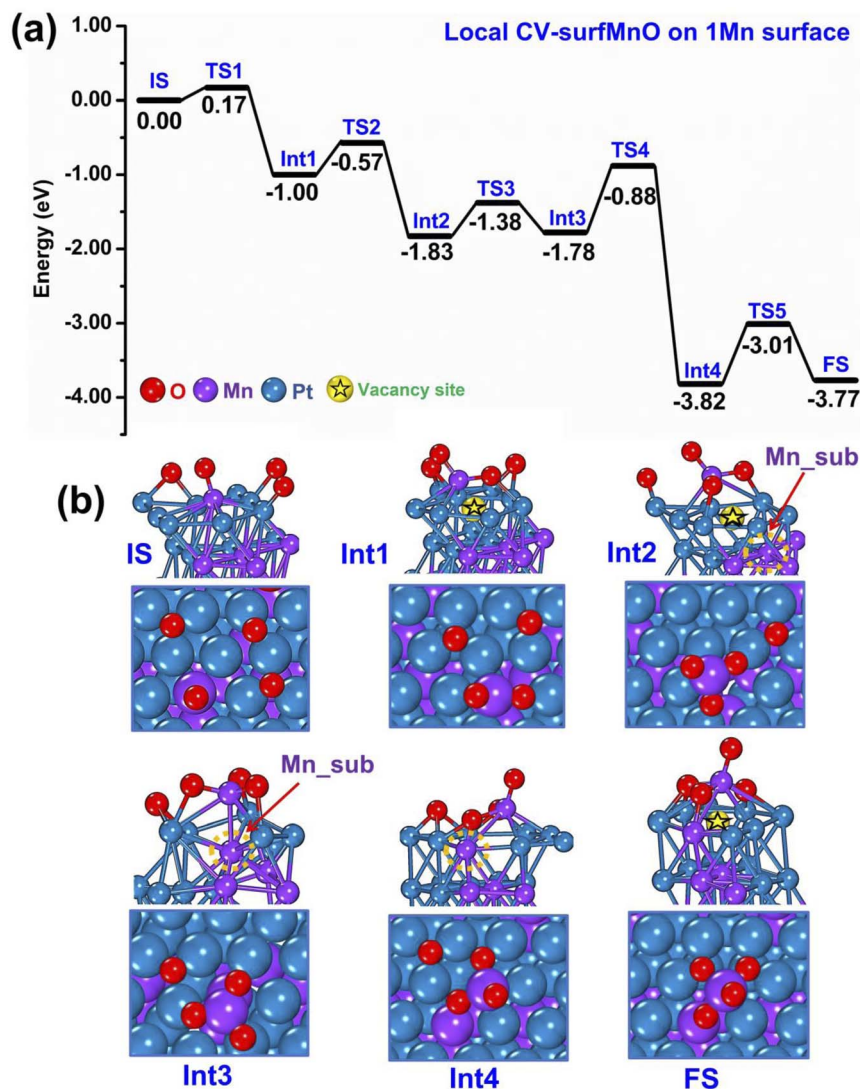 (a)
Local CV-surfMnO on 1Mn surface
Energy (eV)
1.00
0.00
-1.00
-2.00
-3.00
-4.00
IS
0.00
TS1
0.17
Int1
-1.00
TS2
-0.57
Int2
-1.83
TS3
-1.38
Int3
-1.78
TS4
-0.88
Int4
-3.82
TS5
-3.01
FS
-3.77
O Mn Pt Vacancy site
(b)
IS
Int1
Int2
Mn_sub
Mn_sub
Int3
Int4
FS